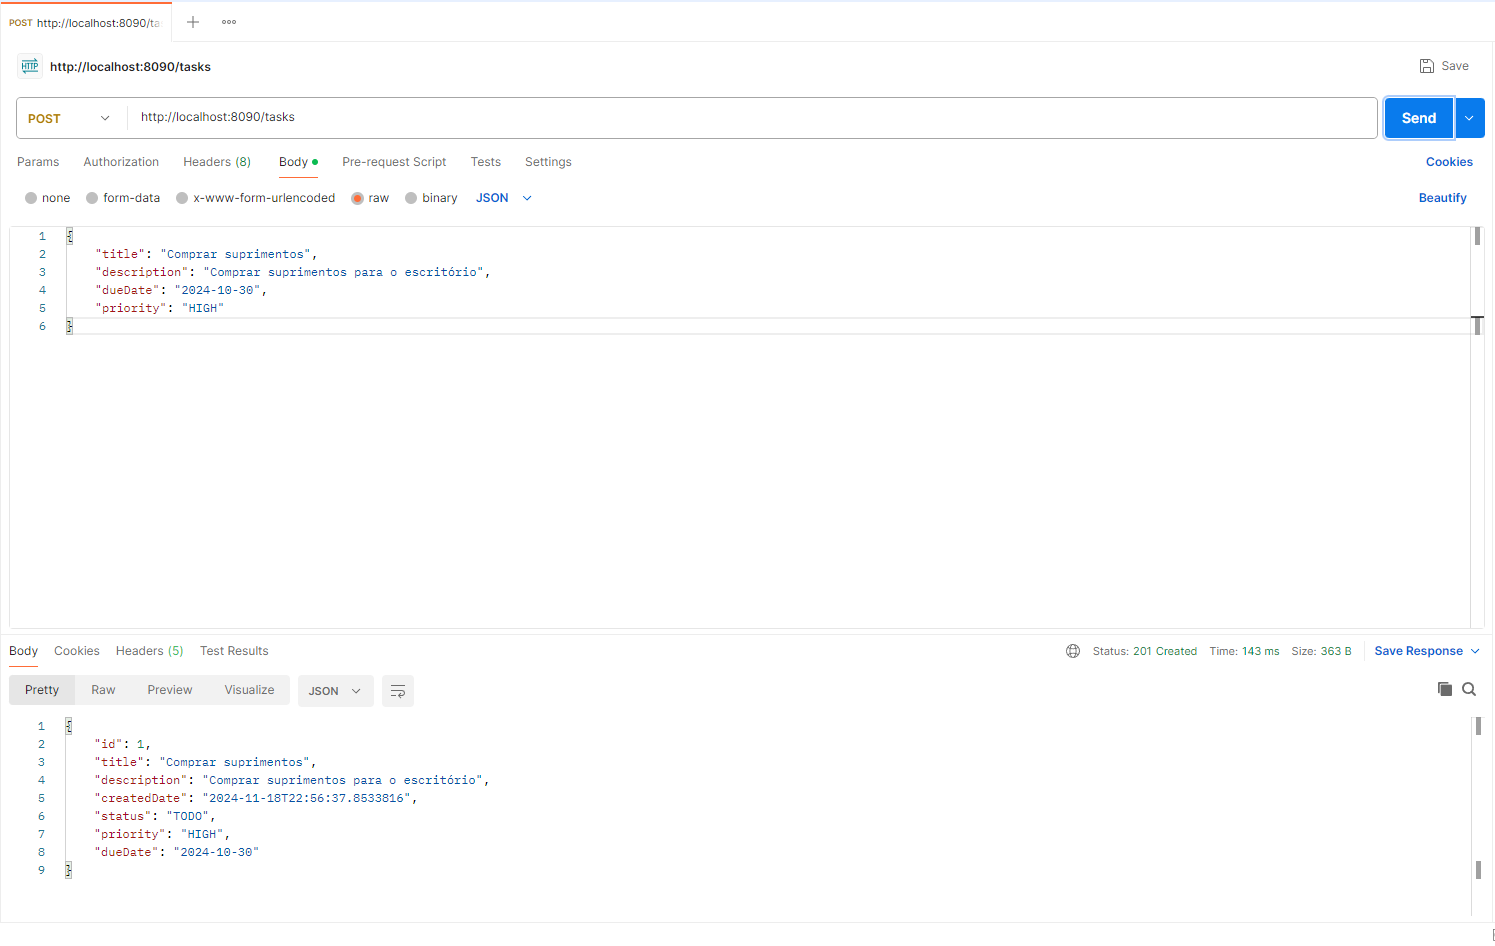 POST http://localhost:8090/ta
http://localhost:8090/tasks
Save
POST http://localhost:8090/tasks Send
Params Authorization Headers (8) Body Pre-request Script Tests Settings Cookies
none form-data x-www-form-urlencoded raw binary JSON Beautify
1 {
2 "title": "Comprar suprimentos",
3 "description": "Comprar suprimentos para o escritório",
4 "dueDate": "2024-10-30",
5 "priority": "HIGH"
6 }
Body Cookies Headers (5) Test Results Status: 201 Created Time: 143 ms Size: 363 B Save Response
Pretty Raw Preview Visualize JSON
1 {
2 "id": 1,
3 "title": "Comprar suprimentos",
4 "description": "Comprar suprimentos para o escritório",
5 "createdDate": "2024-11-18T22:56:37.8533816",
6 "status": "TODO",
7 "priority": "HIGH",
8 "dueDate": "2024-10-30"
9 }